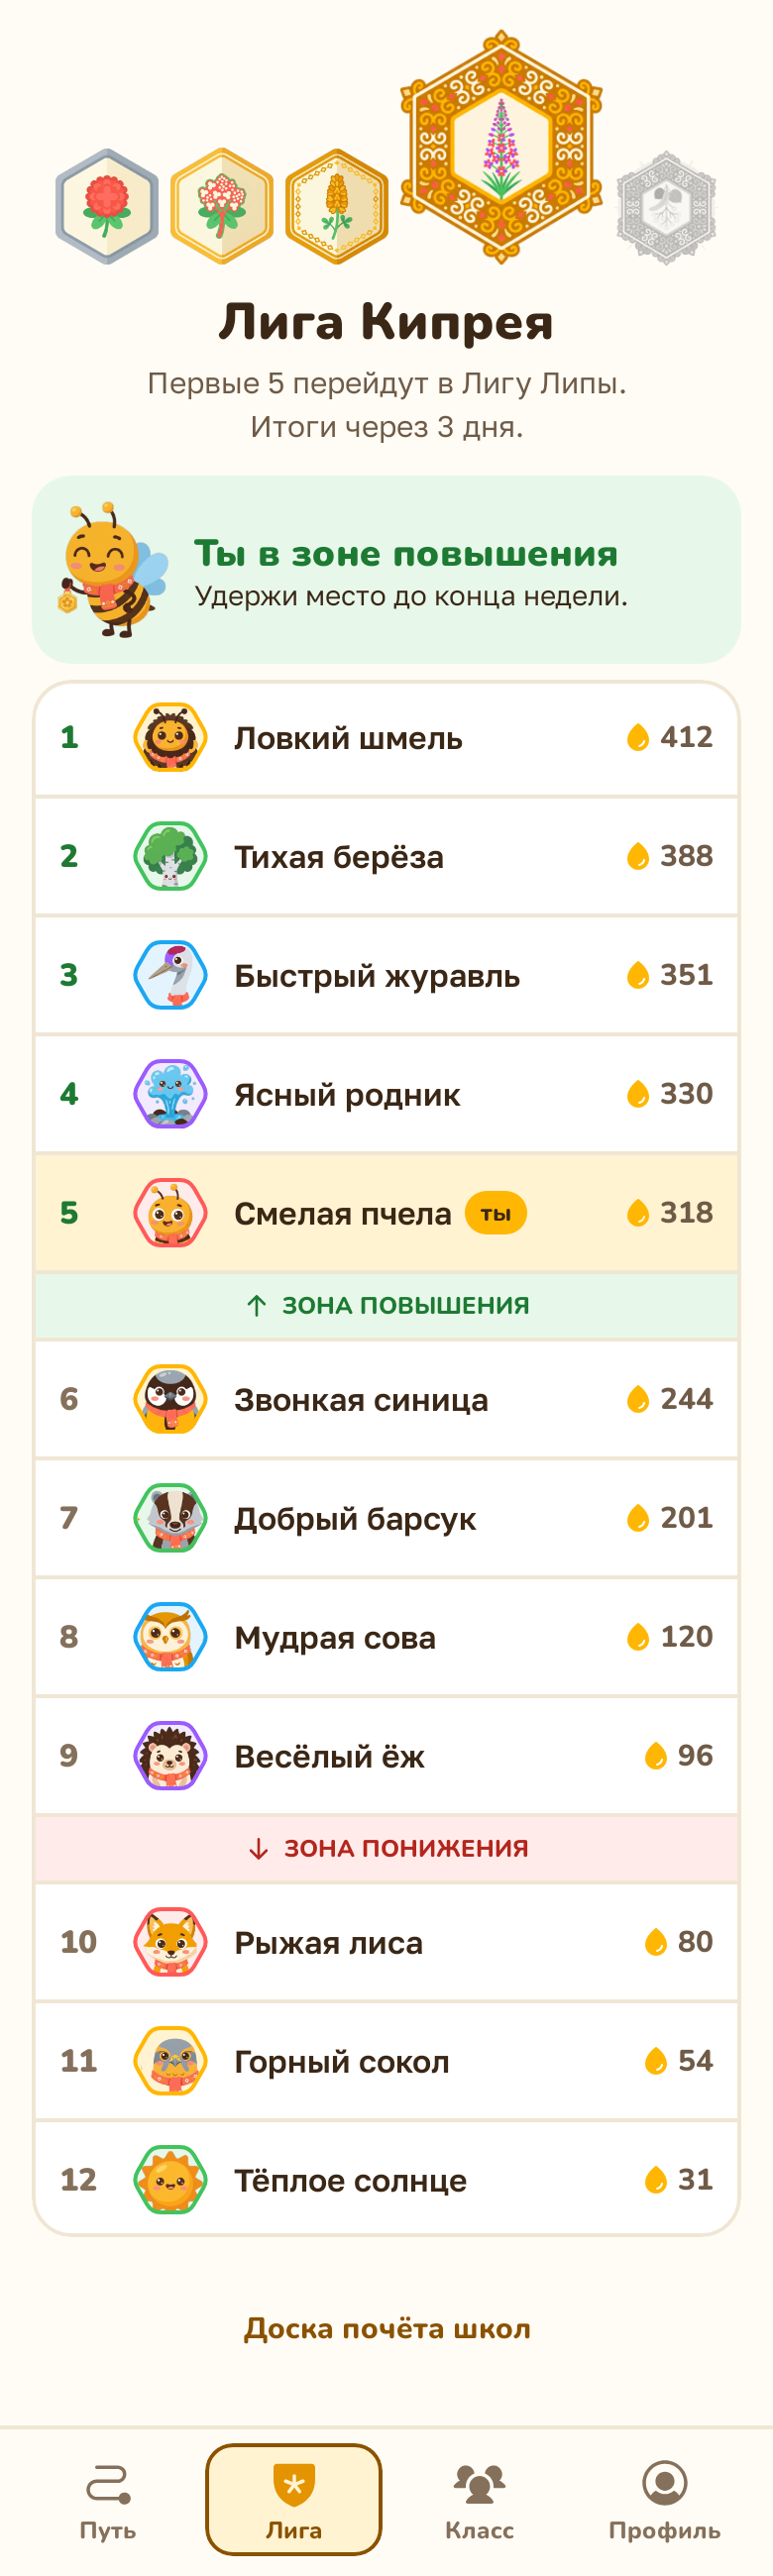 Лига Кипрея
Первые 5 перейдут в Лигу Липы.
Итоги через 3 дня.
Ты в зоне повышения
Удержи место до конца недели.
1 Ловкий шмель 412
2 Тихая берёза 388
3 Быстрый журавль 351
4 Ясный родник 330
5 Смелая пчела ты 318
↑ ЗОНА ПОВЫШЕНИЯ
6 Звонкая синица 244
7 Добрый барсук 201
8 Мудрая сова 120
9 Весёлый ёж 96
↓ ЗОНА ПОНИЖЕНИЯ
10 Рыжая лиса 80
11 Горный сокол 54
12 Тёплое солнце 31
Доска почёта школ
Путь Лига Класс Профиль